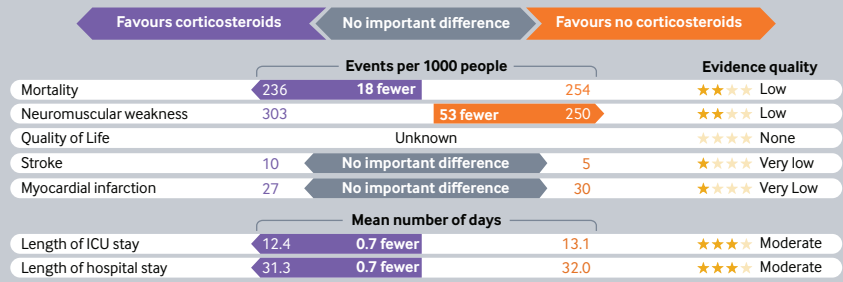 Favours corticosteroids No important difference Favours no corticosteroids
Events per 1000 people Evidence quality
Mortality 236 18 fewer 254 Low
Neuromuscular weakness 303 53 fewer 250 Low
Quality of Life Unknown None
Stroke 10 No important difference 5 Very low
Myocardial infarction 27 No important difference 30 Very Low
Mean number of days
Length of ICU stay 12.4 0.7 fewer 13.1 Moderate
Length of hospital stay 31.3 0.7 fewer 32.0 Moderate